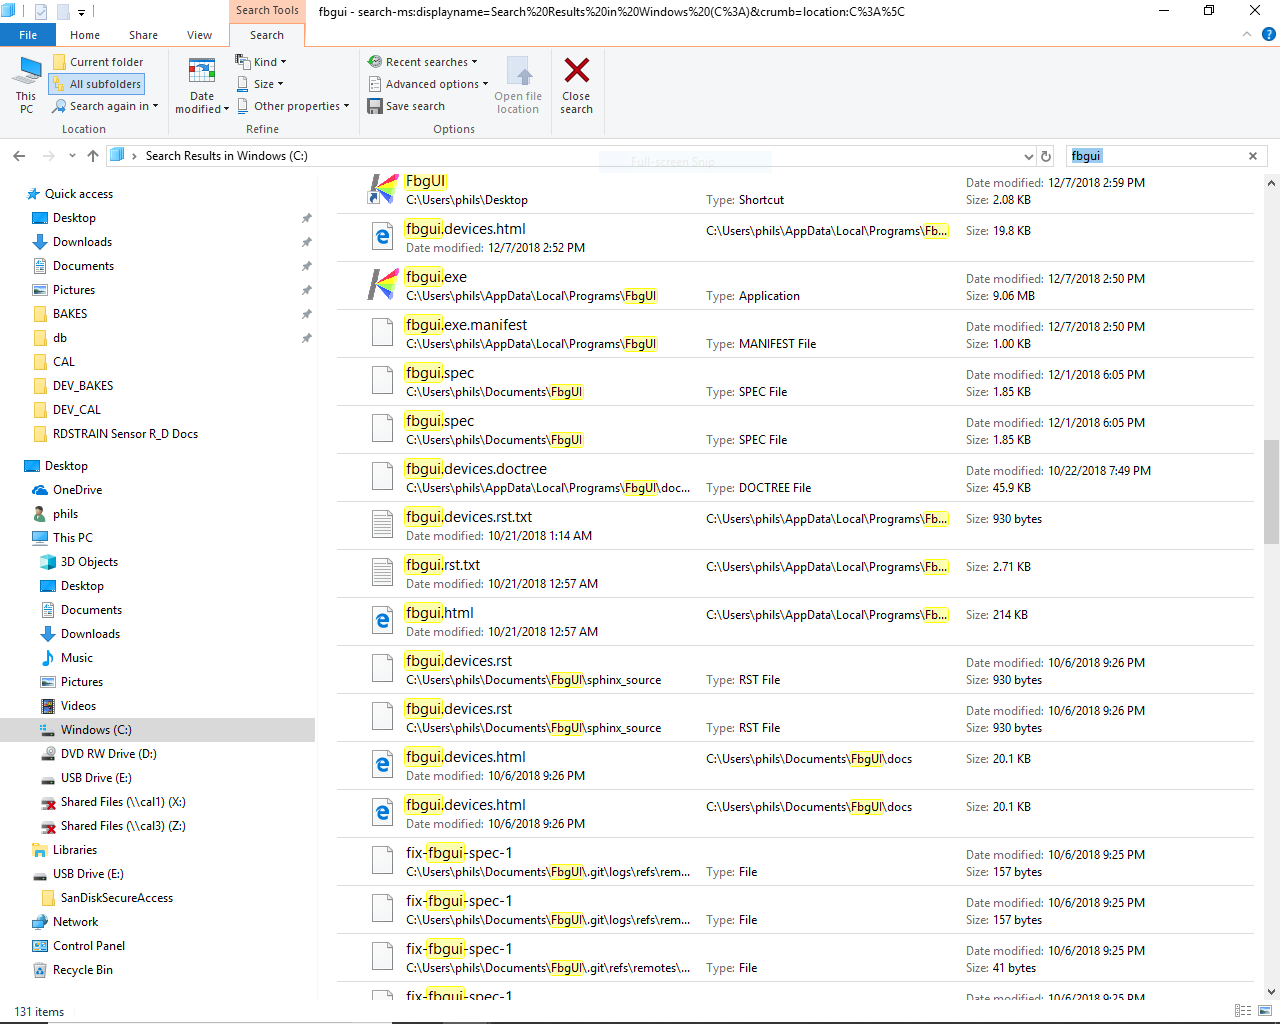 Search Tools
fbgui - search-ms:displayname=Search%20Results%20in%20Windows%20(C%3A)&crumb=location:C%3A%5C
File
Home
Share
View
Search
This PC
Current folder
All subfolders
Search again in
Location
Date modified
Kind
Size
Other properties
Refine
Recent searches
Advanced options
Save search
Options
Open file location
Close search
Search Results in Windows (C:)
Full-screen Snip
fbgui
Quick access
Desktop
Downloads
Documents
Pictures
BAKES
db
CAL
DEV_BAKES
DEV_CAL
RDSTRAIN Sensor R_D Docs
Desktop
OneDrive
phils
This PC
3D Objects
Desktop
Documents
Downloads
Music
Pictures
Videos
Windows (C:)
DVD RW Drive (D:)
USB Drive (E:)
Shared Files (\\cal1) (X:)
Shared Files (\\cal3) (Z:)
Libraries
USB Drive (E:)
SanDiskSecureAccess
Network
Control Panel
Recycle Bin
FbgUI Date modified: 12/7/2018 2:59 PM
C:\Users\phils\Desktop Type: Shortcut Size: 2.08 KB
fbgui.devices.html C:\Users\phils\AppData\Local\Programs\Fb... Size: 19.8 KB
Date modified: 12/7/2018 2:52 PM
fbgui.exe Date modified: 12/7/2018 2:50 PM
C:\Users\phils\AppData\Local\Programs\FbgUI Type: Application Size: 9.06 MB
fbgui.exe.manifest Date modified: 12/7/2018 2:50 PM
C:\Users\phils\AppData\Local\Programs\FbgUI Type: MANIFEST File Size: 1.00 KB
fbgui.spec Date modified: 12/1/2018 6:05 PM
C:\Users\phils\Documents\FbgUI Type: SPEC File Size: 1.85 KB
fbgui.spec Date modified: 12/1/2018 6:05 PM
C:\Users\phils\Documents\FbgUI Type: SPEC File Size: 1.85 KB
fbgui.devices.doctree Date modified: 10/22/2018 7:49 PM
C:\Users\phils\AppData\Local\Programs\FbgUI\doc... Type: DOCTREE File Size: 45.9 KB
fbgui.devices.rst.txt C:\Users\phils\AppData\Local\Programs\Fb... Size: 930 bytes
Date modified: 10/21/2018 1:14 AM
fbgui.rst.txt C:\Users\phils\AppData\Local\Programs\Fb... Size: 2.71 KB
Date modified: 10/21/2018 12:57 AM
fbgui.html C:\Users\phils\AppData\Local\Programs\Fb... Size: 214 KB
Date modified: 10/21/2018 12:57 AM
fbgui.devices.rst Date modified: 10/6/2018 9:26 PM
C:\Users\phils\Documents\FbgUI\sphinx_source Type: RST File Size: 930 bytes
fbgui.devices.rst Date modified: 10/6/2018 9:26 PM
C:\Users\phils\Documents\FbgUI\sphinx_source Type: RST File Size: 930 bytes
fbgui.devices.html C:\Users\phils\Documents\FbgUI\docs Size: 20.1 KB
Date modified: 10/6/2018 9:26 PM
fbgui.devices.html C:\Users\phils\Documents\FbgUI\docs Size: 20.1 KB
Date modified: 10/6/2018 9:26 PM
fix-fbgui-spec-1 Date modified: 10/6/2018 9:25 PM
C:\Users\phils\Documents\FbgUI\.git\logs\refs\rem... Type: File Size: 157 bytes
fix-fbgui-spec-1 Date modified: 10/6/2018 9:25 PM
C:\Users\phils\Documents\FbgUI\.git\logs\refs\rem... Type: File Size: 157 bytes
fix-fbgui-spec-1 Date modified: 10/6/2018 9:25 PM
C:\Users\phils\Documents\FbgUI\.git\refs\remotes\... Type: File Size: 41 bytes
fix-fbgui-spec-1 Date modified: 10/6/2018 9:25 PM
131 items